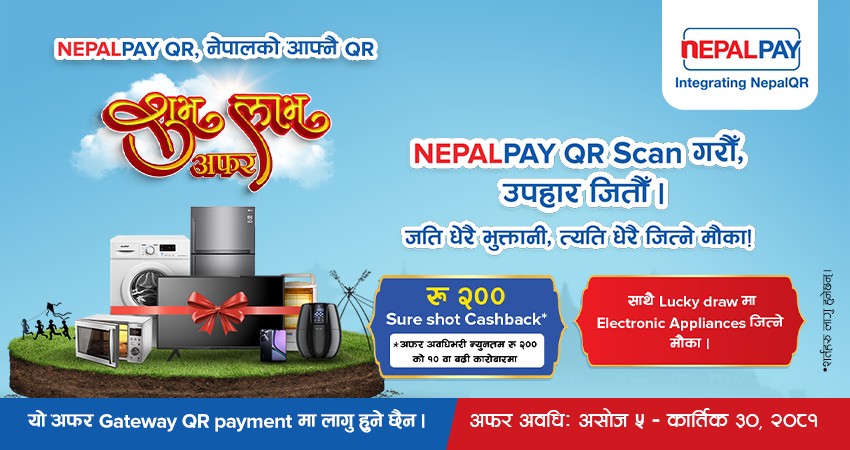 NEPALPAY QR, नेपालको आफ्नै QR
शुभ लाभ
अफर
nEPALPAY
Integrating NepalQR
NEPALPAY QR Scan गरौँ,
उपहार जितौँ।
जति धेरै भुक्तानी, त्यति धेरै जित्ने मौका!
रू २००
Sure shot Cashback*
*अफर अवधिभरी न्युनतम रू २००
को १० वा बढी कारोबारमा
साथै Lucky draw मा
Electronic Appliances जित्ने
मौका।
*शर्तहरु लागु हुनेछन्।
यो अफर Gateway QR payment मा लागु हुने छैन।
अफर अवधि: असोज ५ - कार्तिक ३०, २०८१